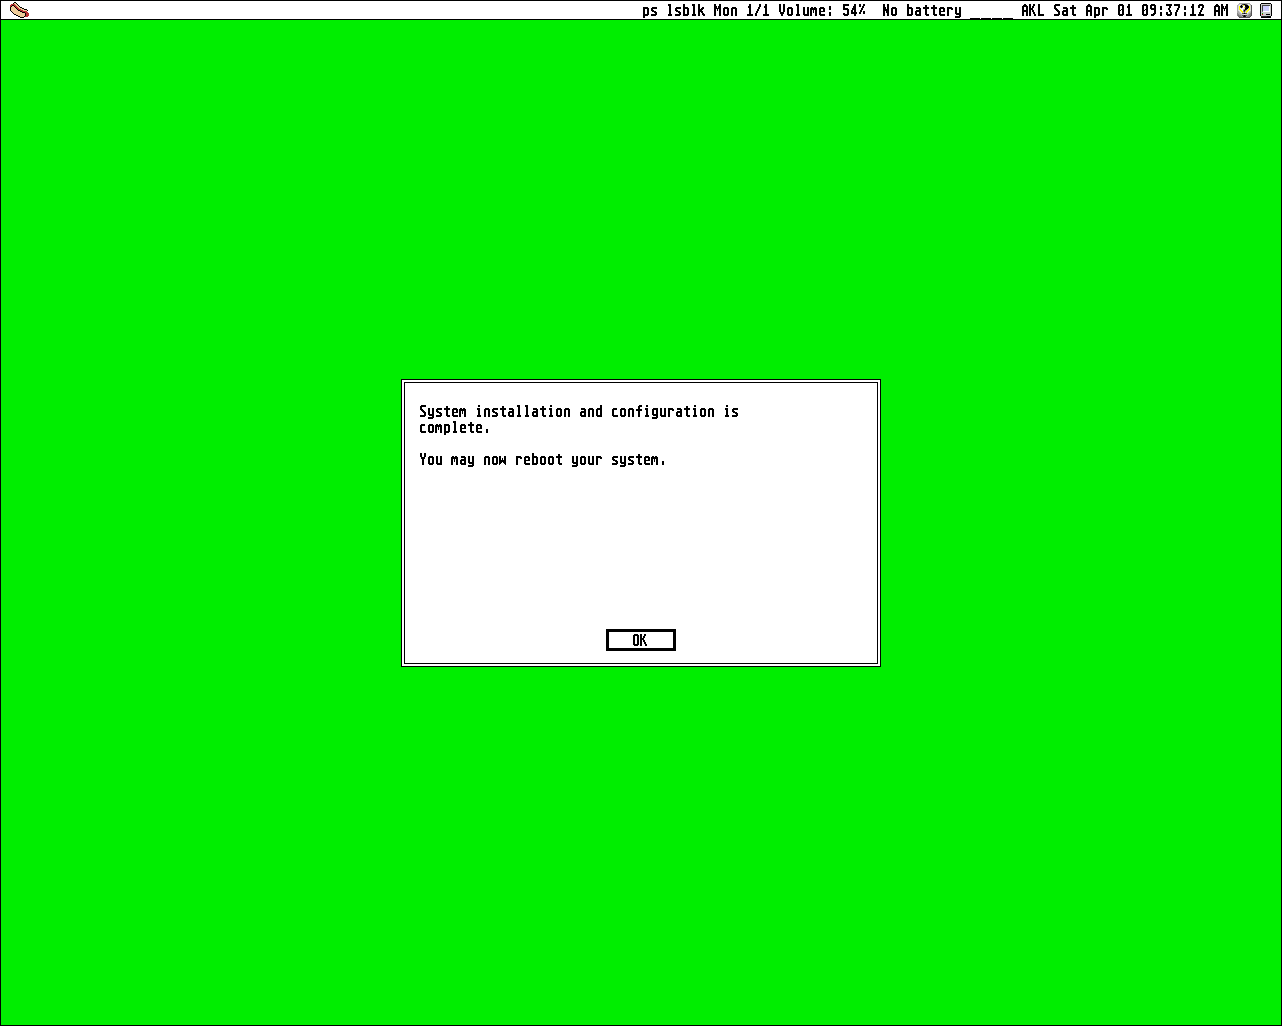 ps lsblk Mon 1/1 Volume: 54%  No battery ____ AKL Sat Apr 01 09:37:12 AM
System installation and configuration is
complete.
You may now reboot your system.
OK